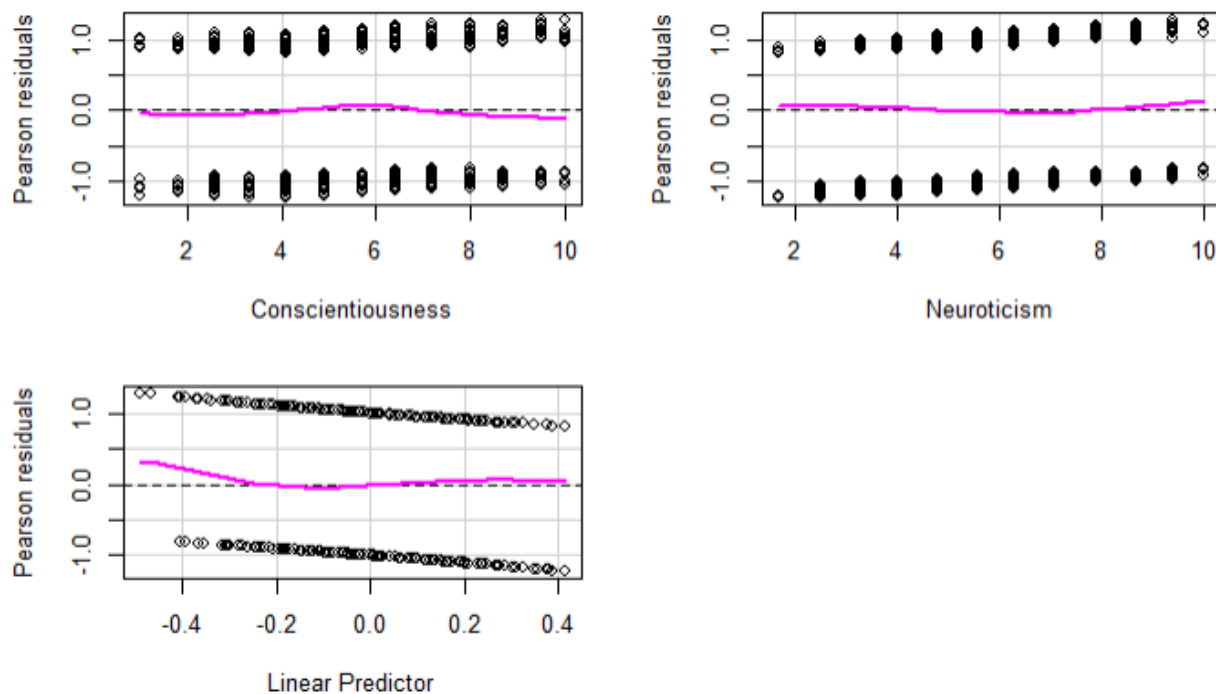 Pearson residuals
1.0
0.0
-1.0
2 4 6 8 10
Conscientiousness
Pearson residuals
1.0
0.0
-1.0
2 4 6 8 10
Neuroticism
Pearson residuals
1.0
0.0
-1.0
-0.4 -0.2 0.0 0.2 0.4
Linear Predictor